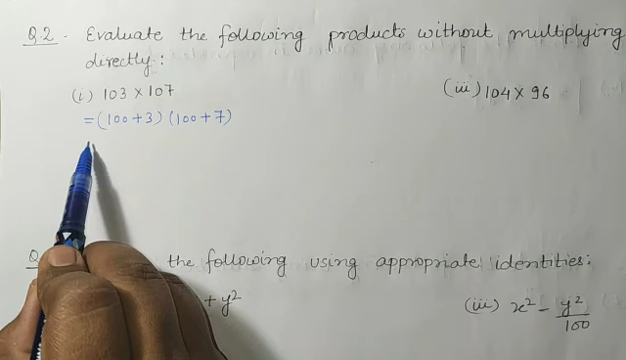 Q.2. Evaluate the following products without multiplying
directly:
(i) 103 × 107
(iii) 104 × 96
= (100+3) (100+7)
Q
the following using appropriate identities:
+ y²
(iii) x² - y²/100